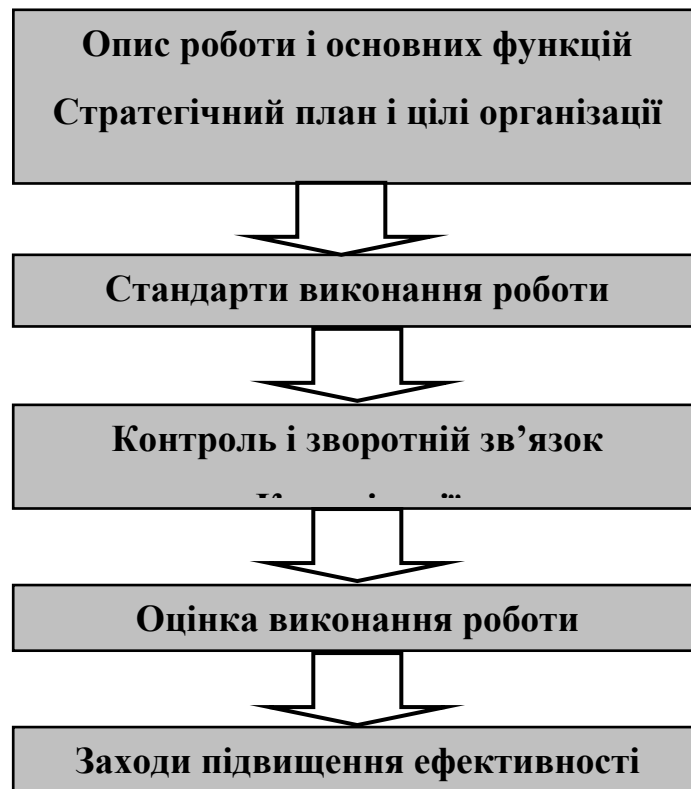 Опис роботи і основних функцій
Стратегічний план і цілі організації
Стандарти виконання роботи
Контроль і зворотній зв’язок
Оцінка виконання роботи
Заходи підвищення ефективності